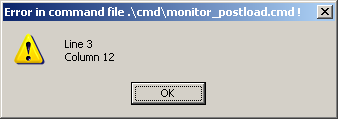 Error in command file .\cmd\monitor_postload.cmd !
Line 3
Column 12
OK